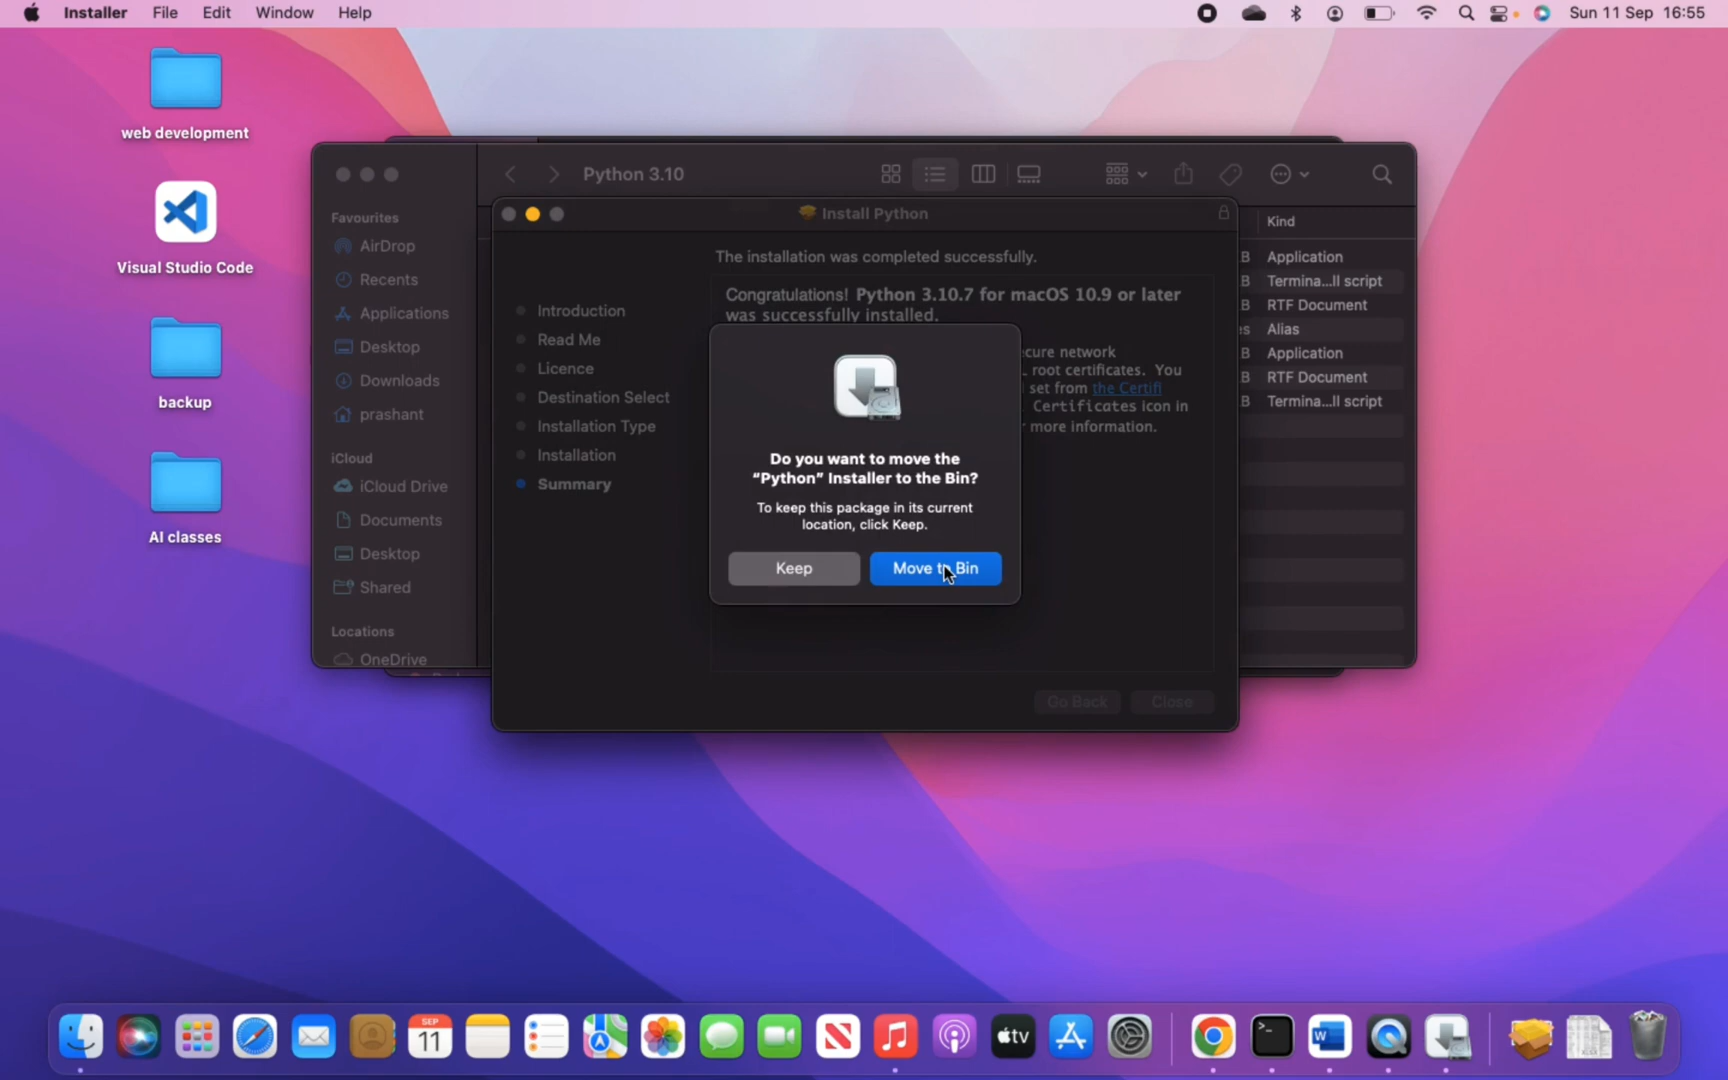 Installer File Edit Window Help Sun 11 Sep 16:55
web development
Visual Studio Code
backup
AI classes
Python 3.10
Favourites
AirDrop
Recents
Applications
Desktop
Downloads
prashant
iCloud
iCloud Drive
Documents
Desktop
Shared
Locations
OneDrive
Install Python
The installation was completed successfully.
Introduction
Read Me
Licence
Destination Select
Installation Type
Installation
Summary
Congratulations! Python 3.10.7 for macOS 10.9 or later
was successfully installed.
cure network
root certificates. You
set from the Certifi
Certificates icon in
more information.
Do you want to move the
“Python” Installer to the Bin?
To keep this package in its current
location, click Keep.
Keep Move to Bin
Go Back Close
Kind
B Application
B Termina...ll script
B RTF Document
es Alias
B Application
B RTF Document
B Termina...ll script
SEP
11
>_
tv
W